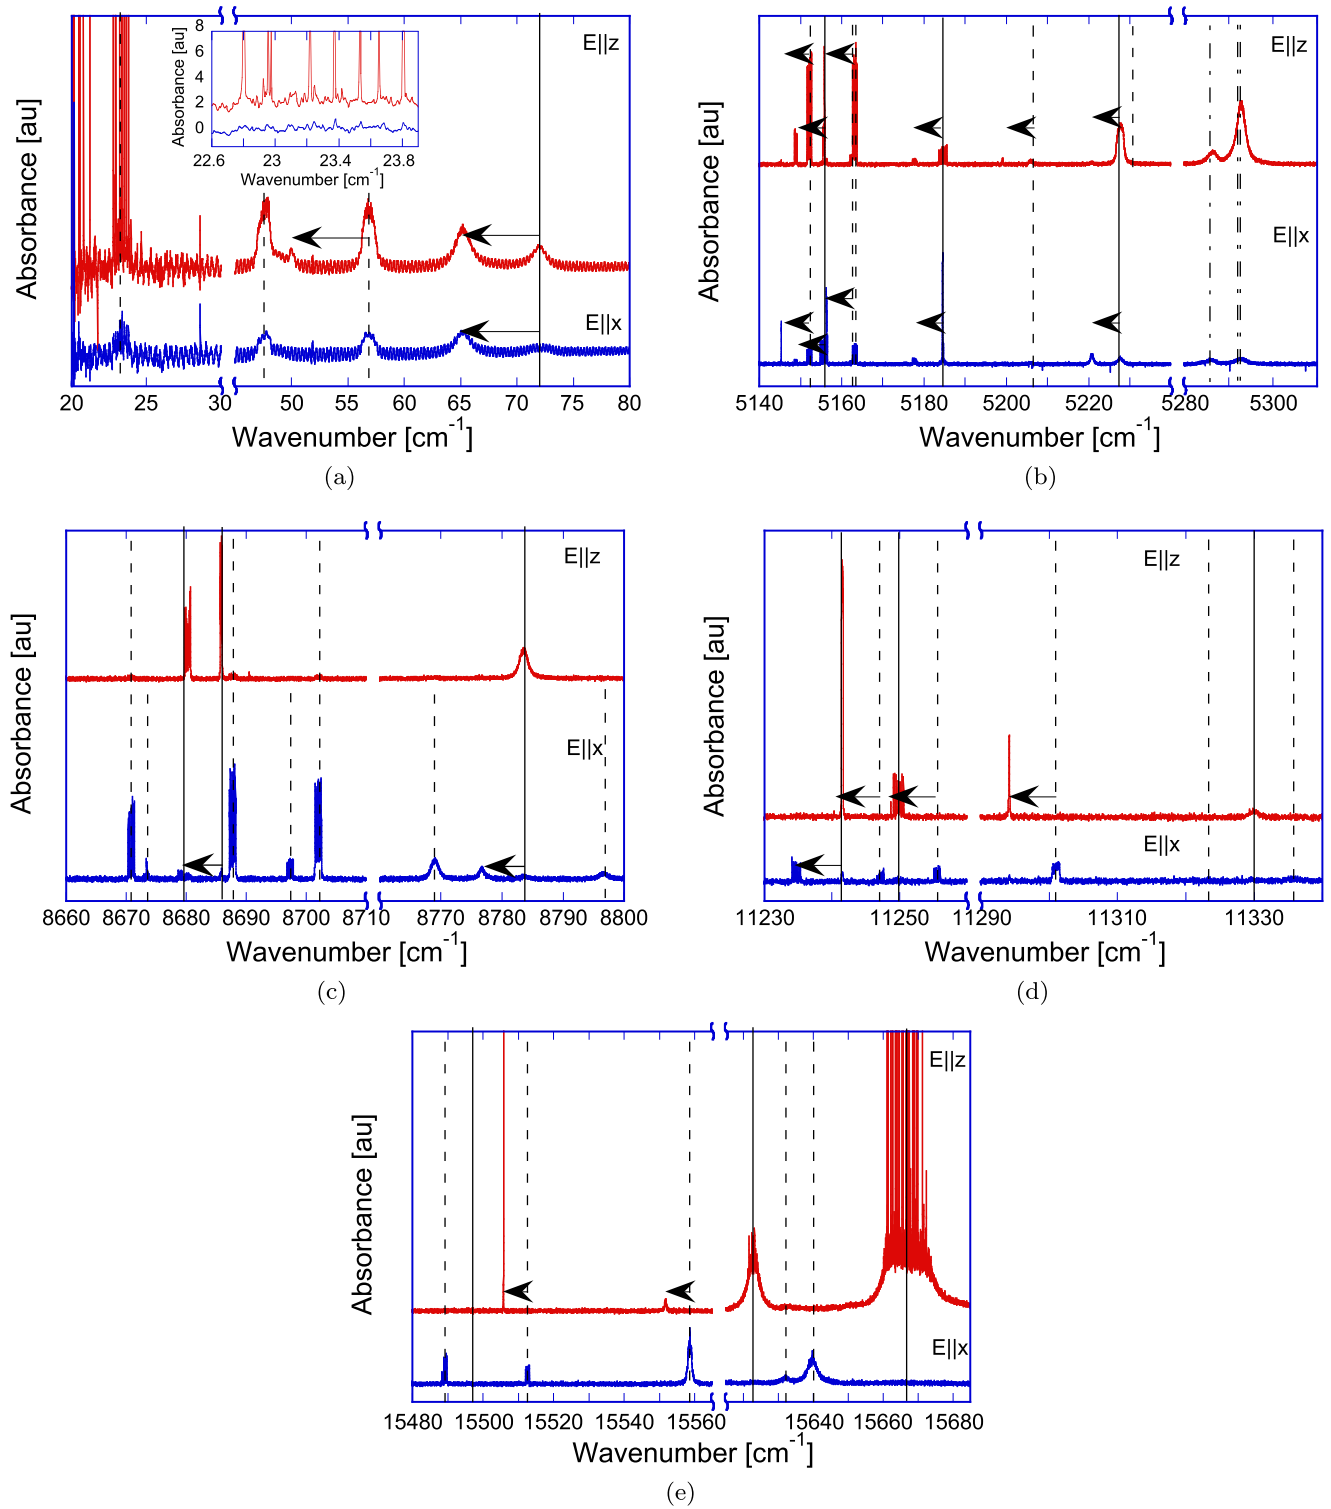 E||z
E||x
Absorbance [au]
20 25 30 50 55 60 65 70 75 80
Wavenumber [cm-1]
8
6
4
2
0
Absorbance [au]
22.6 23 23.4 23.8
Wavenumber [cm-1]
(a)
E||z
E||x
Absorbance [au]
5140 5160 5180 5200 5220 5280 5300
Wavenumber [cm-1]
(b)
E||z
E||x
Absorbance [au]
8660 8670 8680 8690 8700 8710 8770 8780 8790 8800
Wavenumber [cm-1]
(c)
E||z
E||x
Absorbance [au]
11230 11250 11290 11310 11330
Wavenumber [cm-1]
(d)
E||z
E||x
Absorbance [au]
15480 15500 15520 15540 15560 15640 15660 15685
Wavenumber [cm-1]
(e)